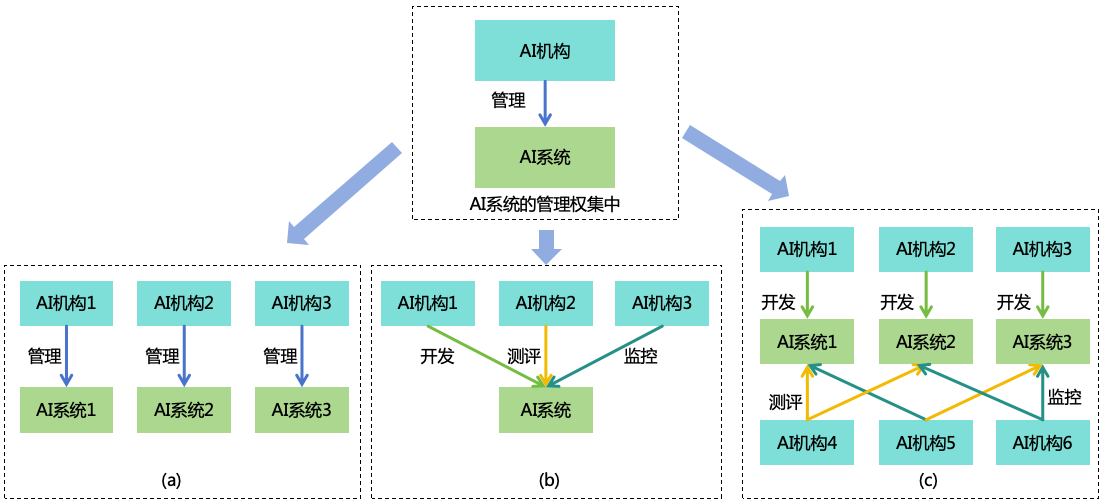 AI机构
管理
AI系统
AI系统的管理权集中
AI机构1 AI机构2 AI机构3
管理 管理 管理
AI系统1 AI系统2 AI系统3
(a)
AI机构1 AI机构2 AI机构3
开发 测评 监控
AI系统
(b)
AI机构1 AI机构2 AI机构3
开发 开发 开发
AI系统1 AI系统2 AI系统3
测评 监控
AI机构4 AI机构5 AI机构6
(c)